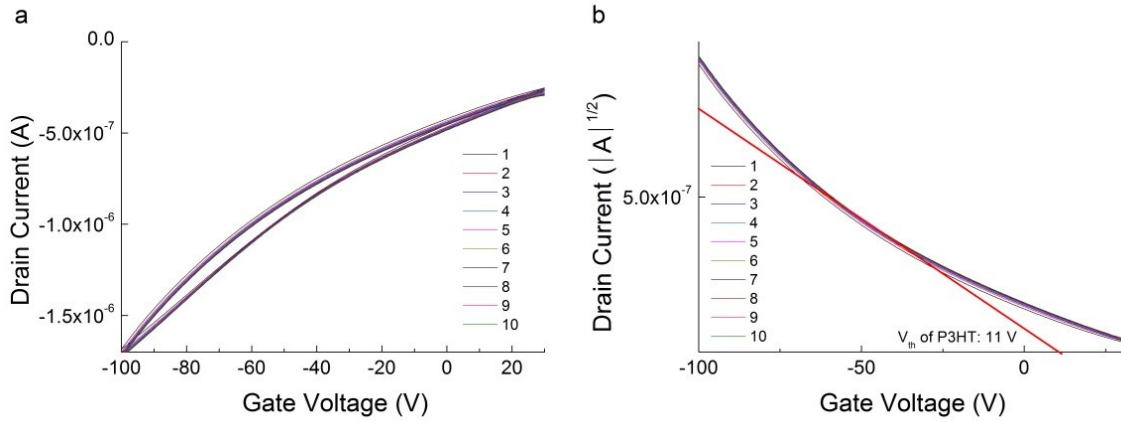 a
0.0
-5.0x10⁻⁷
-1.0x10⁻⁶
-1.5x10⁻⁶
Drain Current (A)
1
2
3
4
5
6
7
8
9
10
-100 -80 -60 -40 -20 0 20
Gate Voltage (V)
b
Drain Current (|A|^1/2)
5.0x10⁻⁷
1
2
3
4
5
6
7
8
9
10
V_th of P3HT: 11 V
-100 -50 0
Gate Voltage (V)